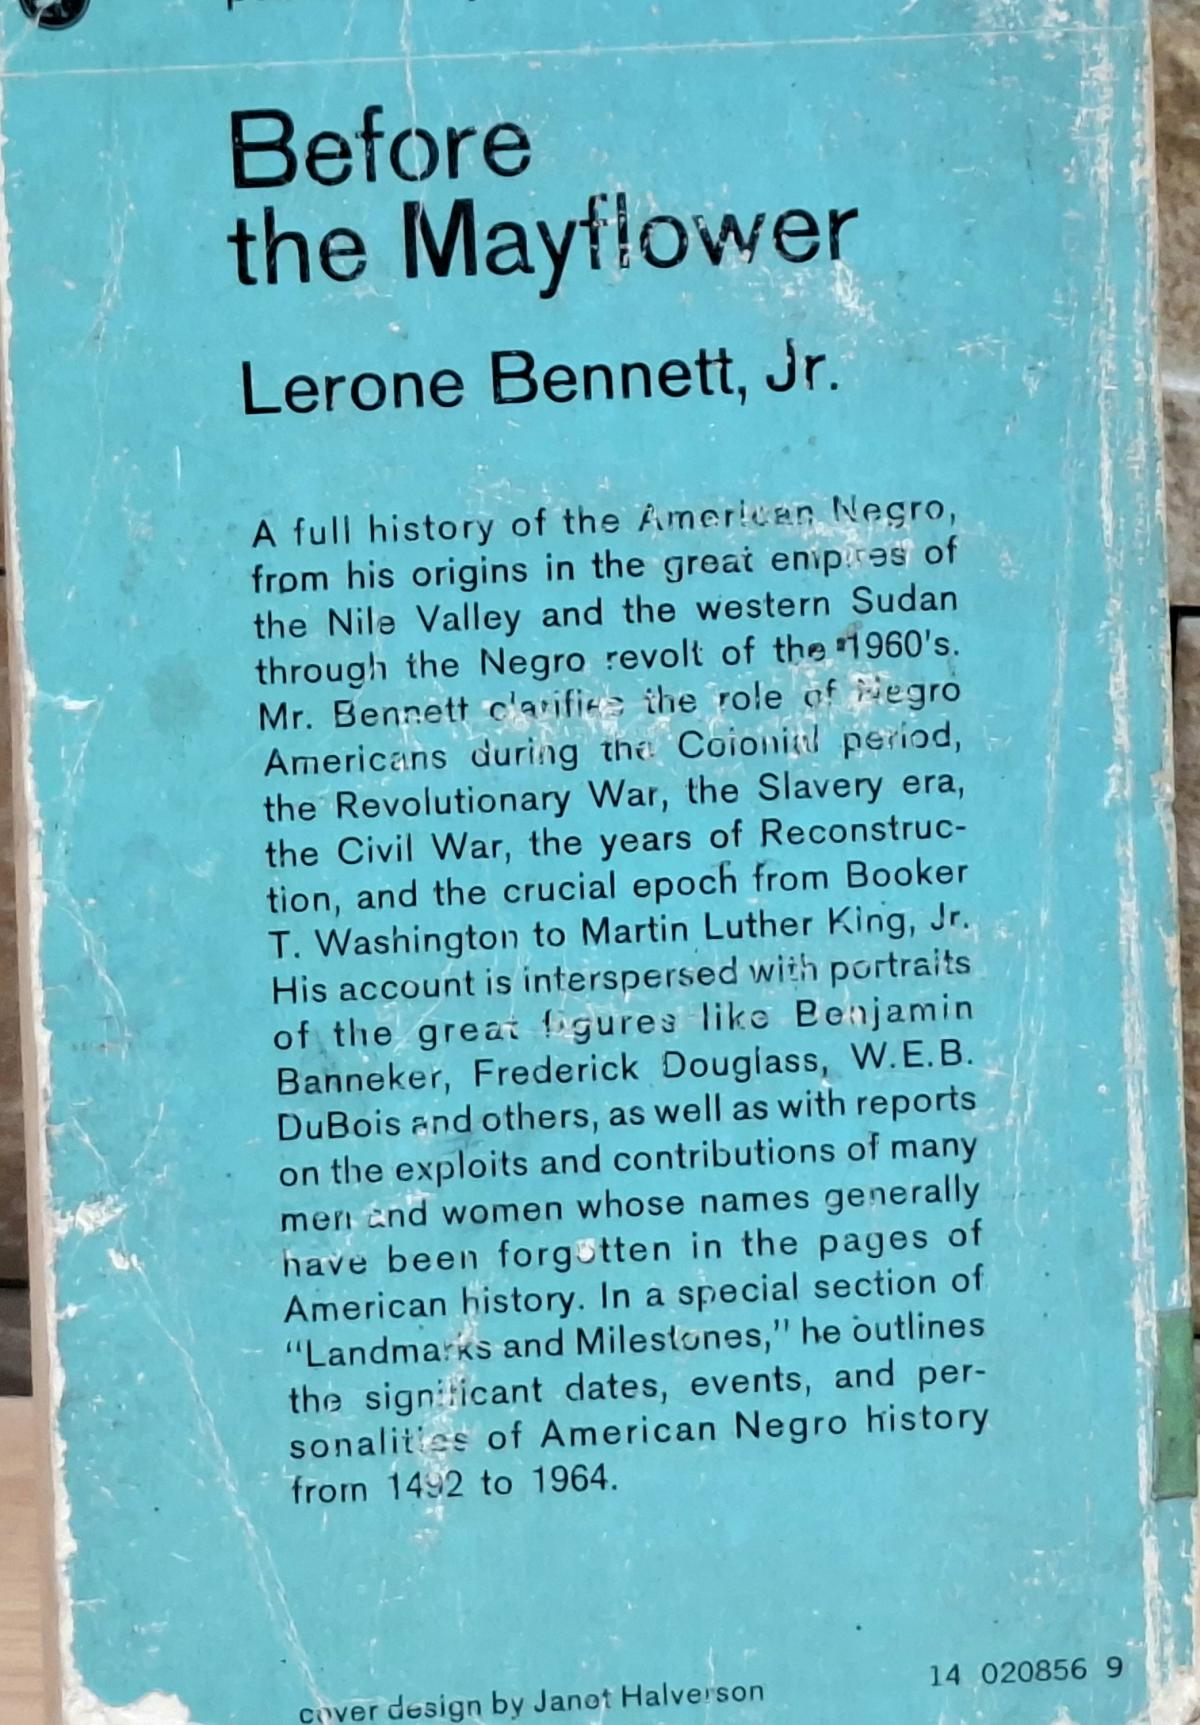 Before
the Mayflower
Lerone Bennett, Jr.
A full history of the American Negro,
from his origins in the great empires of
the Nile Valley and the western Sudan
through the Negro revolt of the 1960's.
Mr. Bennett clarifies the role of Negro
Americans during the Colonial period,
the Revolutionary War, the Slavery era,
the Civil War, the years of Reconstruc-
tion, and the crucial epoch from Booker
T. Washington to Martin Luther King, Jr.
His account is interspersed with portraits
of the great figures like Benjamin
Banneker, Frederick Douglass, W.E.B.
DuBois and others, as well as with reports
on the exploits and contributions of many
men and women whose names generally
have been forgotten in the pages of
American history. In a special section of
“Landmarks and Milestones,” he outlines
the significant dates, events, and per-
sonalities of American Negro history
from 1492 to 1964.
14 020856 9
cover design by Janet Halverson